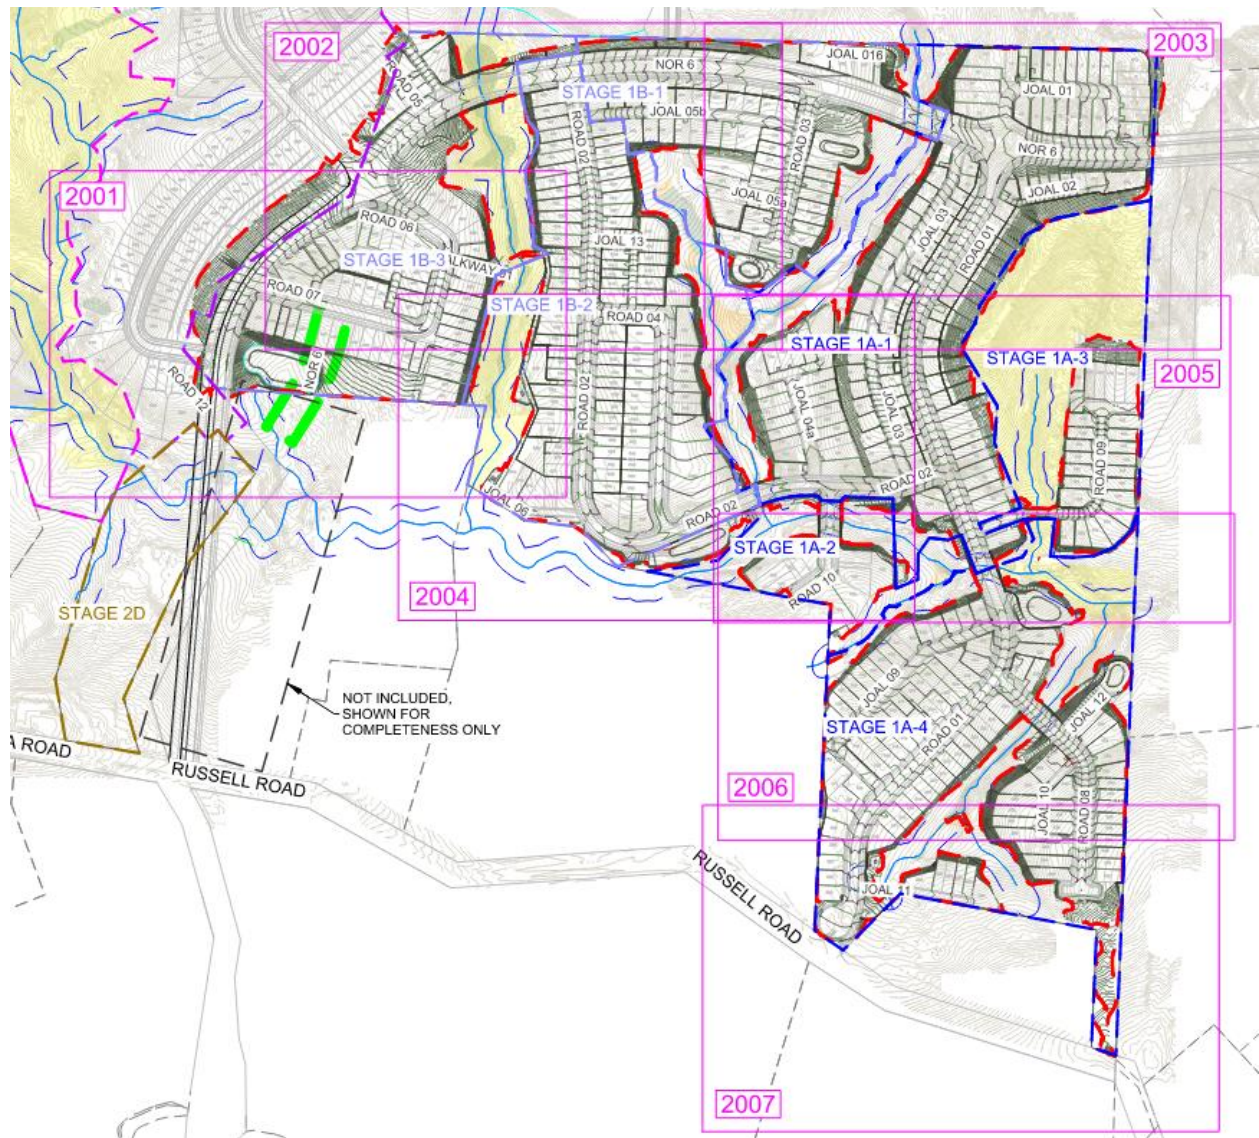 2002
2003
ROAD 05
NOR 6
JOAL 016
STAGE 1B-1
JOAL 05b
JOAL 01
ROAD 03
ROAD 02
NOR 6
2001
JOAL 05a
JOAL 02
ROAD 06
JOAL 03
ROAD 01
JOAL 13
STAGE 1B-3
ALKWAY 01
ROAD 07
STAGE 1B-2
ROAD 04
STAGE 1A-1
STAGE 1A-3
NOR 6
2005
ROAD 12
ROAD 02
JOAL 04a
JOAL 03
ROAD 09
ROAD 02
JOAL 06
ROAD 02
STAGE 1A-2
2004
ROAD 10
STAGE 2D
JOAL 09
NOT INCLUDED,
SHOWN FOR
COMPLETENESS ONLY
STAGE 1A-4
ROAD 01
JOAL 12
A ROAD
RUSSELL ROAD
2006
JOAL 10
ROAD 08
RUSSELL ROAD
JOAL 11
2007